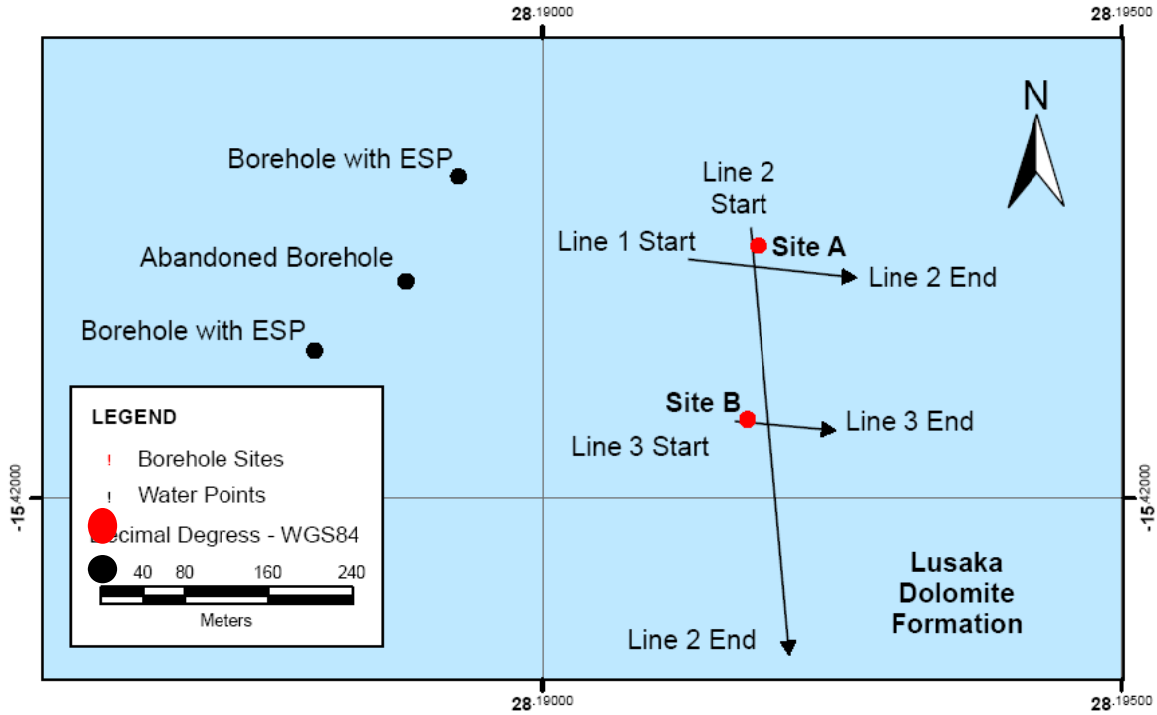 28.19000
28.19500
N
Borehole with ESP
Line 2
Start
Line 1 Start
Site A
Abandoned Borehole
Line 2 End
Borehole with ESP
LEGEND
! Borehole Sites
! Water Points
cimal Degress - WGS84
40 80 160 240
Meters
Site B
Line 3 End
Line 3 Start
-15.42000
-15.42000
Lusaka
Dolomite
Formation
Line 2 End
28.19000
28.19500